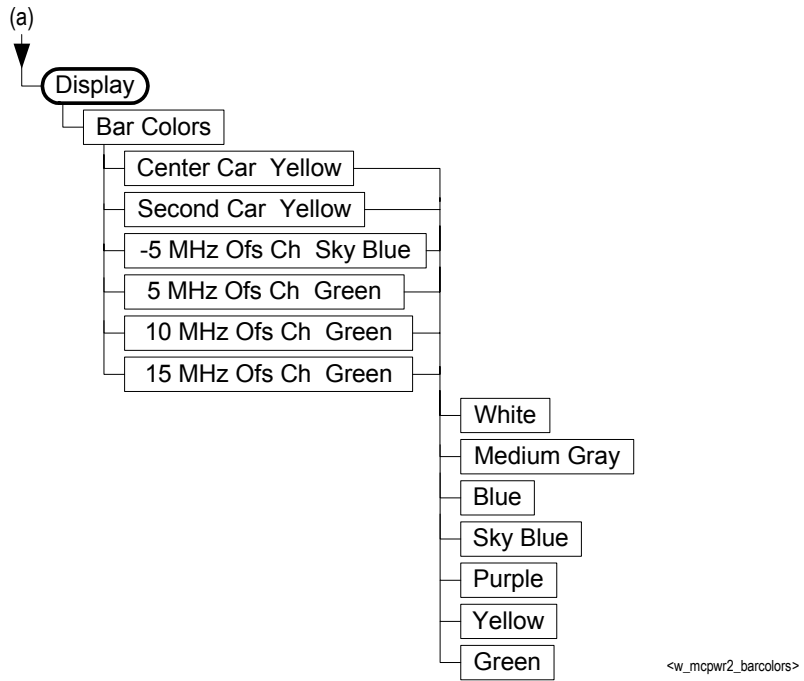 (a)
Display
Bar Colors
Center Car Yellow
Second Car Yellow
-5 MHz Ofs Ch Sky Blue
5 MHz Ofs Ch Green
10 MHz Ofs Ch Green
15 MHz Ofs Ch Green
White
Medium Gray
Blue
Sky Blue
Purple
Yellow
Green
<w_mcpwr2_barcolors>